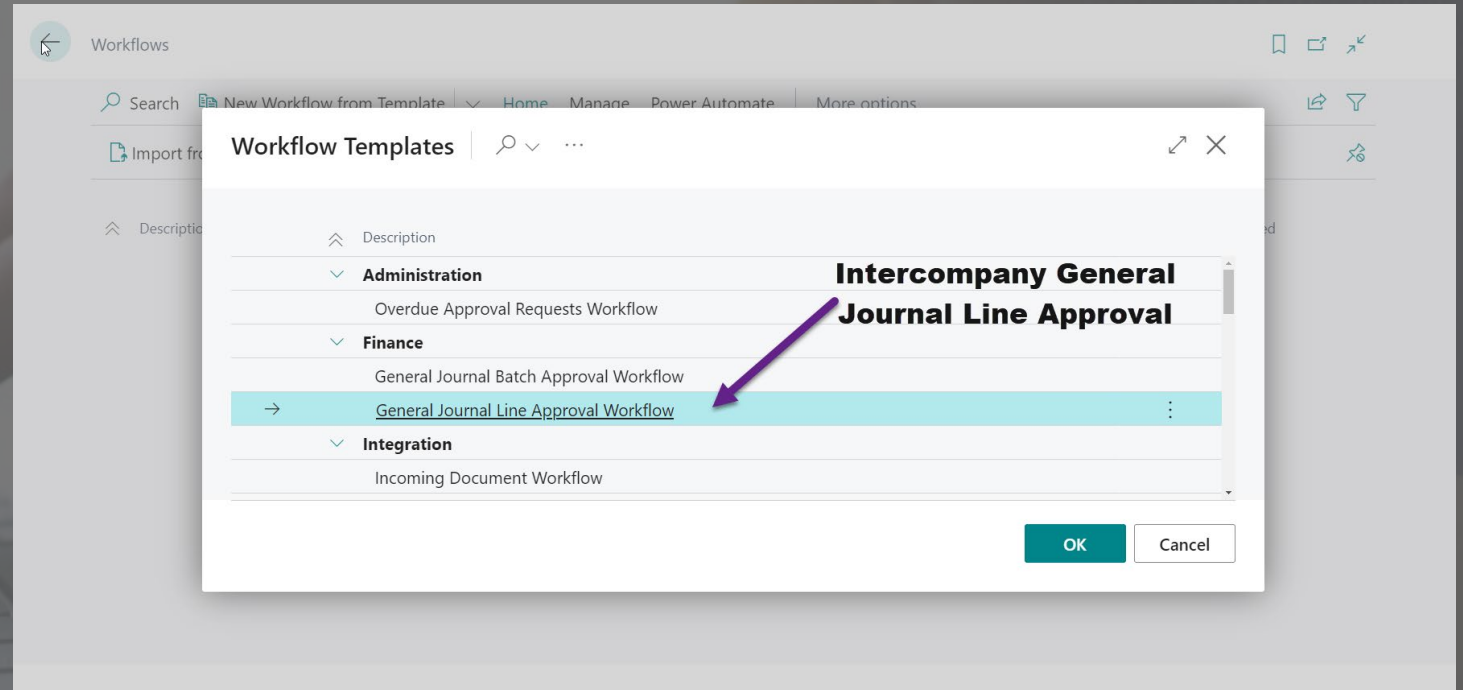 Workflows
Search New Workflow from Template Home Manage Power Automate More options
Import fro
Workflow Templates
Descriptio
ed
Description
Administration
Intercompany General
Journal Line Approval
Overdue Approval Requests Workflow
Finance
General Journal Batch Approval Workflow
General Journal Line Approval Workflow
Integration
Incoming Document Workflow
OK Cancel